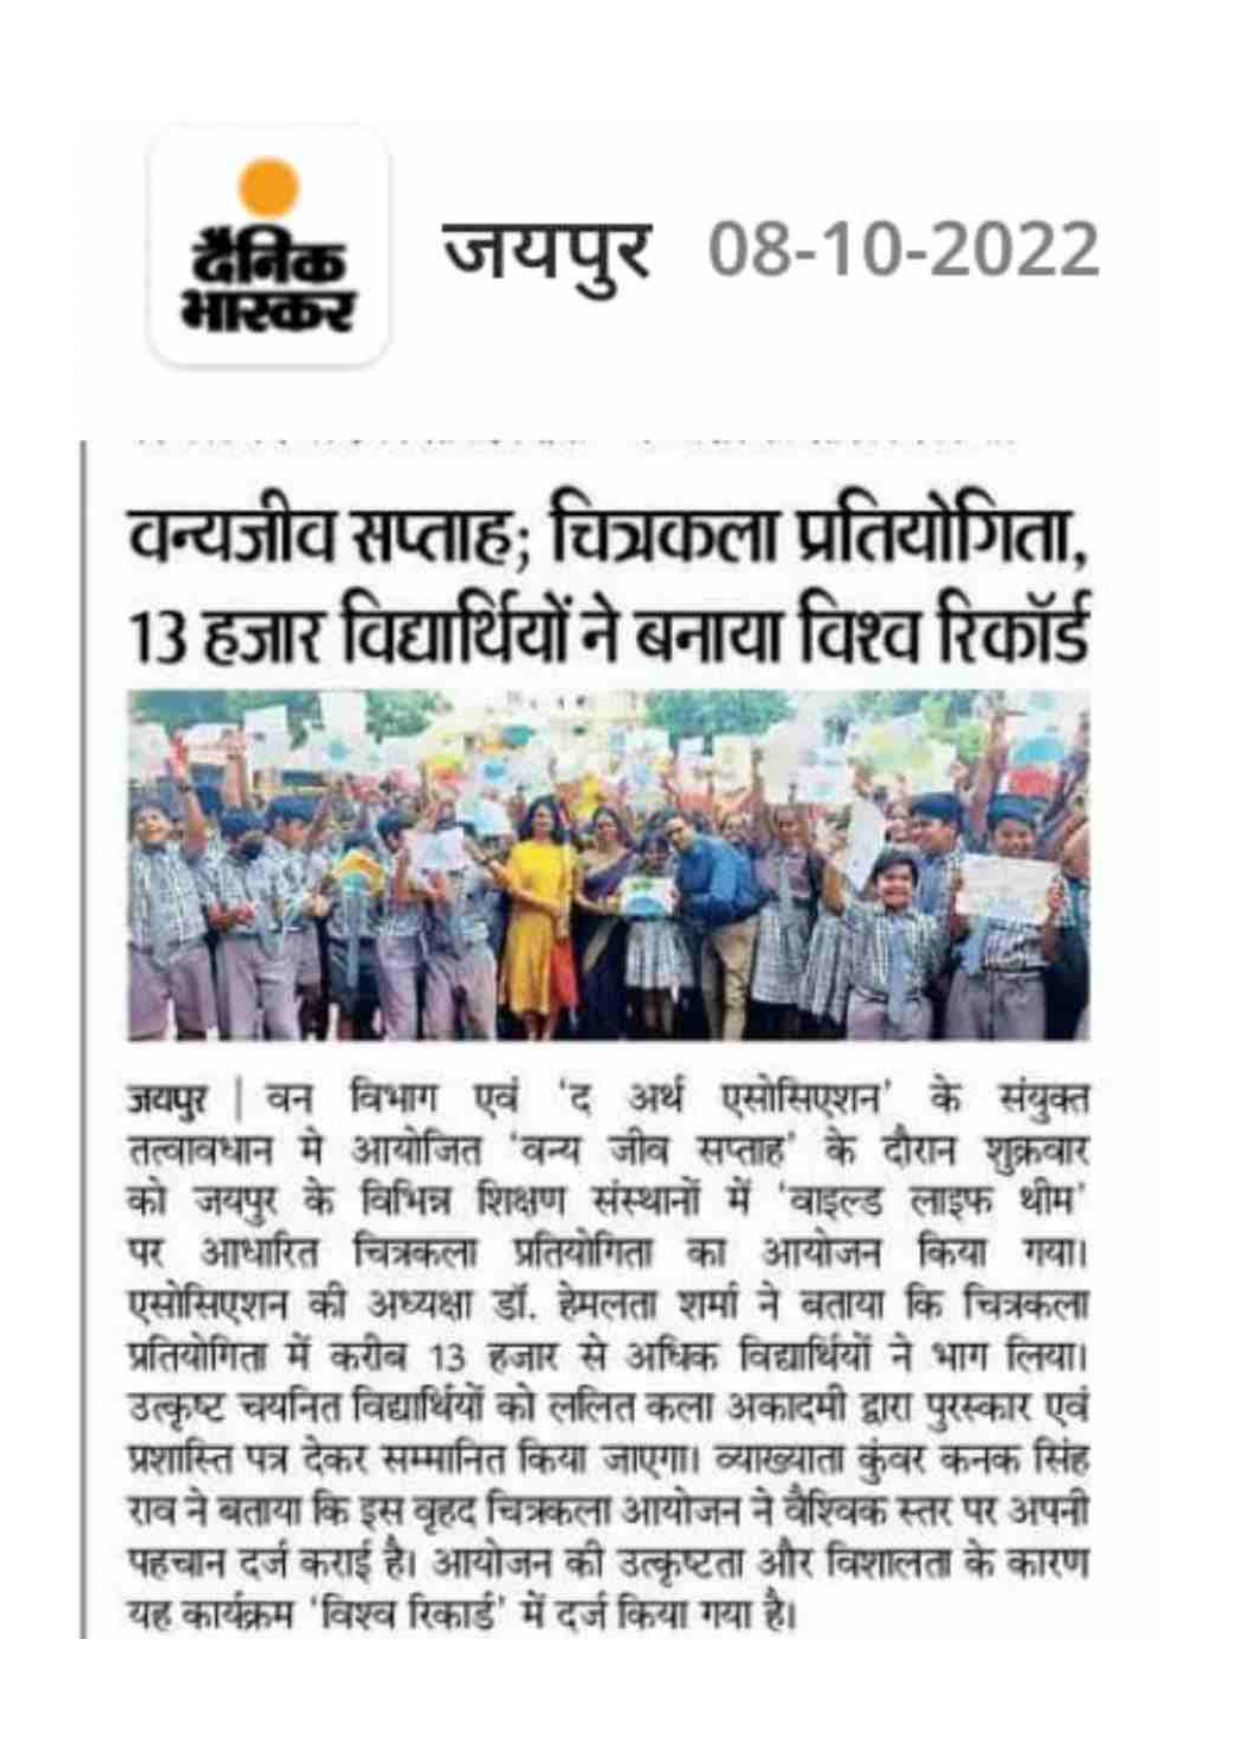 दैनिक
भास्कर
जयपुर 08-10-2022
वन्यजीव सप्ताह; चित्रकला प्रतियोगिता,
13 हजार विद्यार्थियों ने बनाया विश्व रिकॉर्ड
जयपुर | वन विभाग एवं 'द अर्थ एसोसिएशन' के संयुक्त
तत्वावधान मे आयोजित 'वन्य जीव सप्ताह' के दौरान शुक्रवार
को जयपुर के विभिन्न शिक्षण संस्थानों में 'वाइल्ड लाइफ थीम'
पर आधारित चित्रकला प्रतियोगिता का आयोजन किया गया।
एसोसिएशन की अध्यक्षा डॉ. हेमलता शर्मा ने बताया कि चित्रकला
प्रतियोगिता में करीब 13 हजार से अधिक विद्यार्थियों ने भाग लिया।
उत्कृष्ट चयनित विद्यार्थियों को ललित कला अकादमी द्वारा पुरस्कार एवं
प्रशास्ति पत्र देकर सम्मानित किया जाएगा। व्याख्याता कुंवर कनक सिंह
राव ने बताया कि इस वृहद चित्रकला आयोजन ने वैश्विक स्तर पर अपनी
पहचान दर्ज कराई है। आयोजन की उत्कृष्टता और विशालता के कारण
यह कार्यक्रम 'विश्व रिकार्ड' में दर्ज किया गया है।